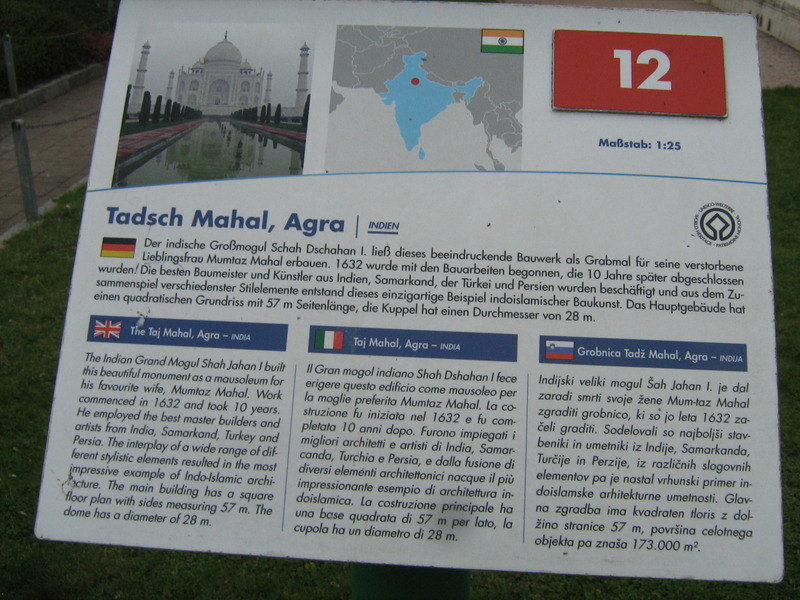 12
Maßstab: 1:25
Tadsch Mahal, Agra | INDIEN
Der indische Großmogul Schah Dschahan I. ließ dieses beeindruckende Bauwerk als Grabmal für seine verstorbene
Lieblingsfrau Mumtaz Mahal erbauen. 1632 wurde mit den Bauarbeiten begonnen, die 10 Jahre später abgeschlossen
wurden! Die besten Baumeister und Künstler aus Indien, Samarkand, der Türkei und Persien wurden beschäftigt und aus dem Zu-
sammenspiel verschiedenster Stilelemente entstand dieses einzigartige Beispiel indoislamischer Baukunst. Das Hauptgebäude hat
einen quadratischen Grundriss mit 57 m Seitenlänge, die Kuppel hat einen Durchmesser von 28 m.
The Taj Mahal, Agra – INDIA
The Indian Grand Mogul Shah Jahan I built
this beautiful monument as a mausoleum for
his favourite wife, Mumtaz Mahal. Work
commenced in 1632 and took 10 years.
He employed the best master builders and
artists from India, Samarkand, Turkey and
Persia. The interplay of a wide range of dif-
ferent stylistic elements resulted in the most
impressive example of Indo-Islamic archi-
tecture. The main building has a square
floor plan with sides measuring 57 m. The
dome has a diameter of 28 m.
Taj Mahal, Agra – INDIA
Il Gran mogol indiano Shah Dshahan I fece
erigere questo edificio come mausoleo per
la moglie preferita Mumtaz Mahal. La co-
struzione fu iniziata nel 1632 e fu com-
pletata 10 anni dopo. Furono impiegati i
migliori architetti e artisti di India, Samar-
canda, Turchia e Persia, e dalla fusione di
diversi elementi architettonici nacque il più
impressionante esempio di architettura in-
doislamica. La costruzione principale ha
una base quadrata di 57 m per lato, la
cupola ha un diametro di 28 m.
Grobnica Tadž Mahal, Agra – INDIJA
Indijski veliki mogul Šah Jahan I. je dal
zaradi smrti svoje žene Mum-taz Mahal
zgraditi grobnico, ki so jo leta 1632 za-
čeli graditi. Sodelovali so najboljši stav-
beniki in umetniki iz Indije, Samarkanda,
Turčije in Perzije, iz različnih slogovnih
elementov pa je nastal vrhunski primer in-
doislamske arhitekturne umetnosti. Glav-
na zgradba ima kvadraten tloris z dol-
žino stranice 57 m, površina celotnega
objekta pa znaša 173.000 m².